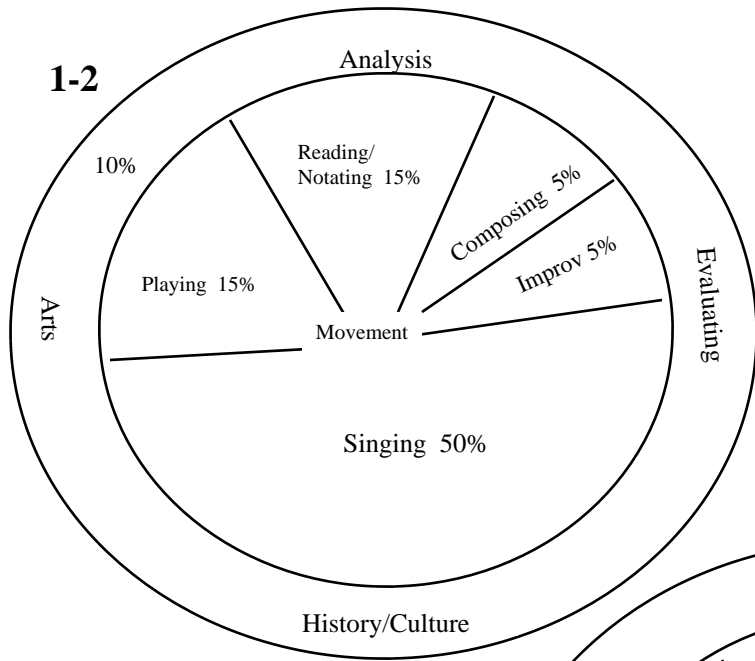 1-2
Analysis
10%
Reading/
Notating 15%
Composing 5%
Improv 5%
Playing 15%
Arts
Evaluating
Movement
Singing 50%
History/Culture